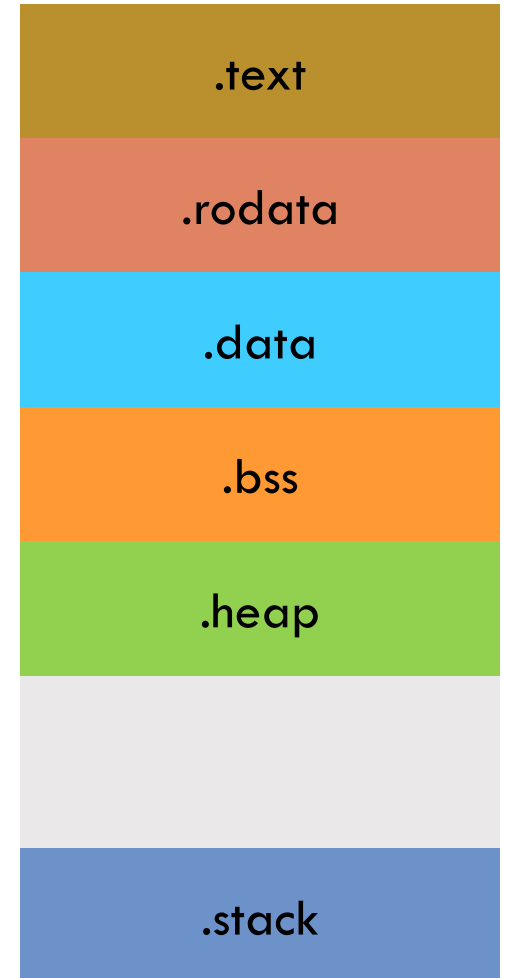 .text
.rodata
.data
.bss
.heap
.stack